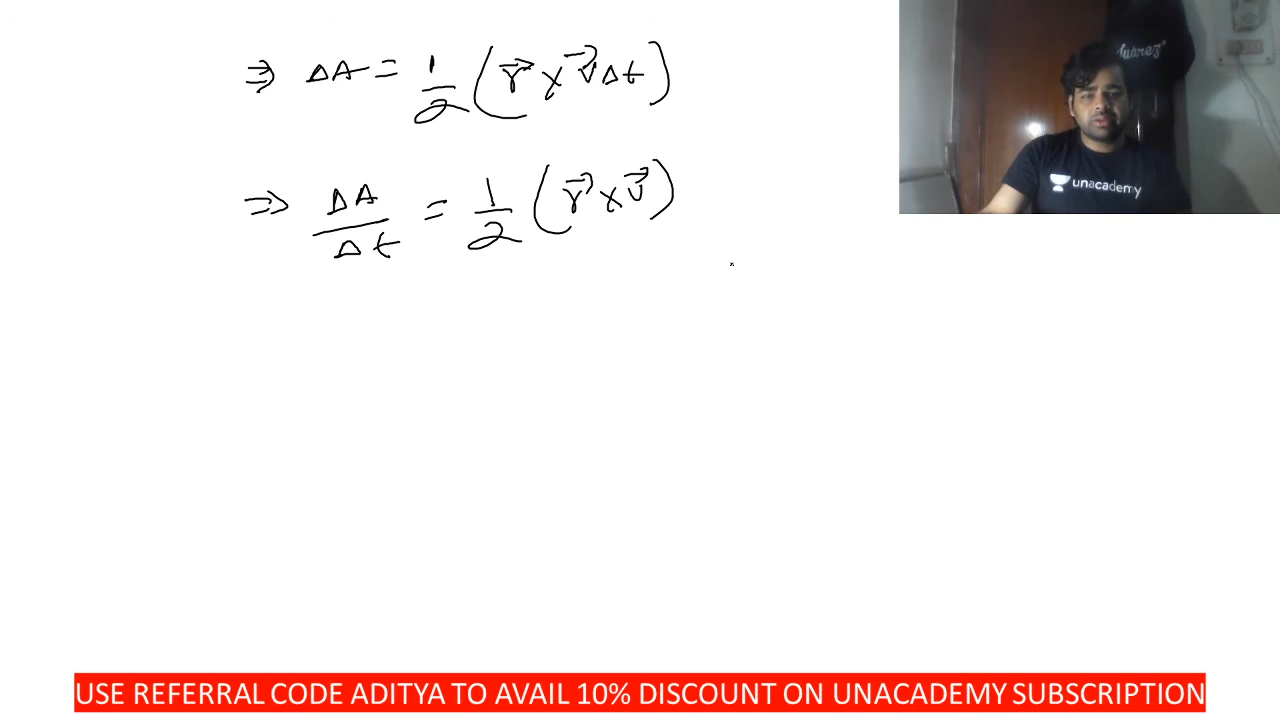 ⇒ ΔA = 1/2 (r⃗ × v⃗ Δt)
Juárez
unacademy
⇒ ΔA/Δt = 1/2 (r⃗ × v⃗)
USE REFERRAL CODE ADITYA TO AVAIL 10% DISCOUNT ON UNACADEMY SUBSCRIPTION